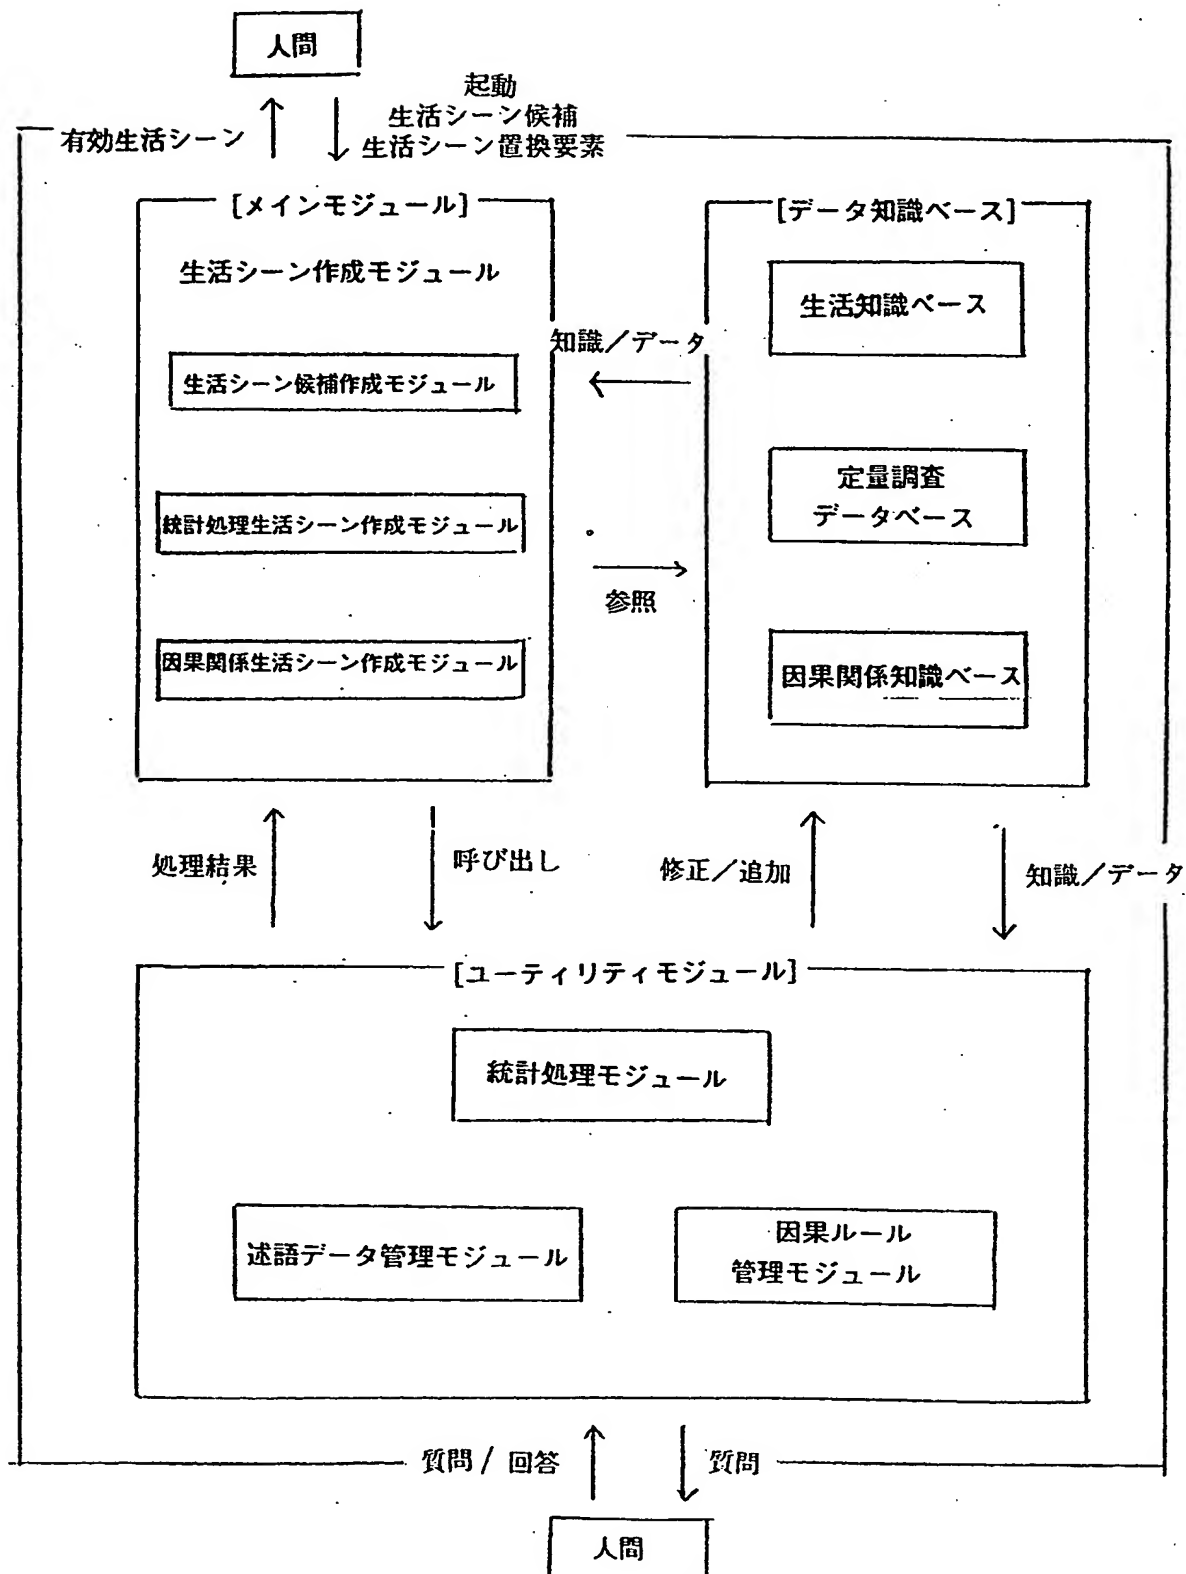 人間
起動
生活シーン候補
有効生活シーン
生活シーン置換要素
[メインモジュール]
生活シーン作成モジュール
生活シーン候補作成モジュール
統計処理生活シーン作成モジュール
因果関係生活シーン作成モジュール
知識／データ
参照
[データ知識ベース]
生活知識ベース
定量調査
データベース
因果関係知識ベース
処理結果
呼び出し
修正／追加
知識／データ
[ユーティリティモジュール]
統計処理モジュール
述語データ管理モジュール
因果ルール
管理モジュール
質問 / 回答
質問
人間